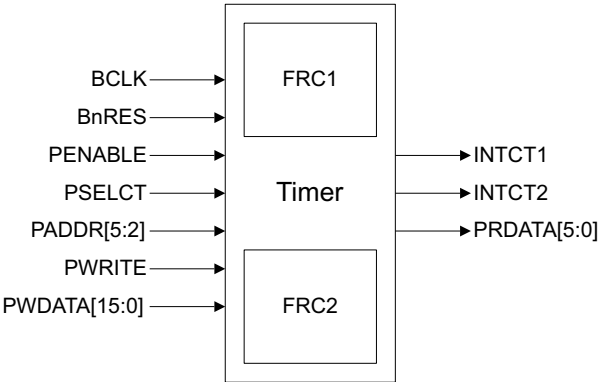 FRC1
BCLK
BnRES
PENABLE
INTCT1
PSELCT
Timer
INTCT2
PADDR[5:2]
PRDATA[5:0]
PWRITE
PWDATA[15:0]
FRC2